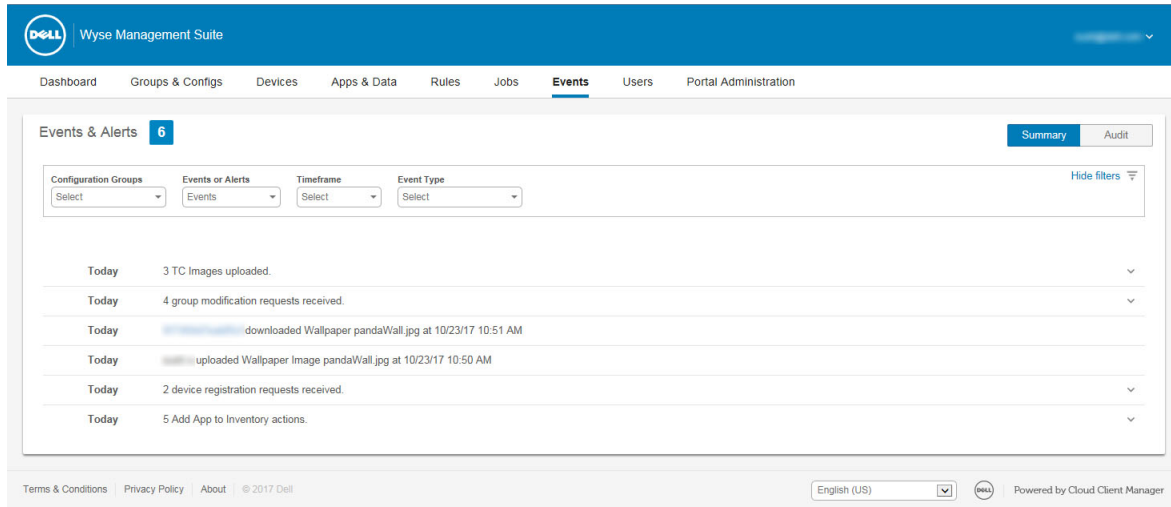 DELL Wyse Management Suite
Dashboard Groups & Configs Devices Apps & Data Rules Jobs Events Users Portal Administration
Events & Alerts 6
Summary Audit
Hide filters
Configuration Groups Events or Alerts Timeframe Event Type
Select Events Select Select
Today 3 TC Images uploaded.
Today 4 group modification requests received.
Today downloaded Wallpaper pandaWall.jpg at 10/23/17 10:51 AM
Today uploaded Wallpaper Image pandaWall.jpg at 10/23/17 10:50 AM
Today 2 device registration requests received.
Today 5 Add App to Inventory actions.
Terms & Conditions Privacy Policy About © 2017 Dell English (US) DELL Powered by Cloud Client Manager